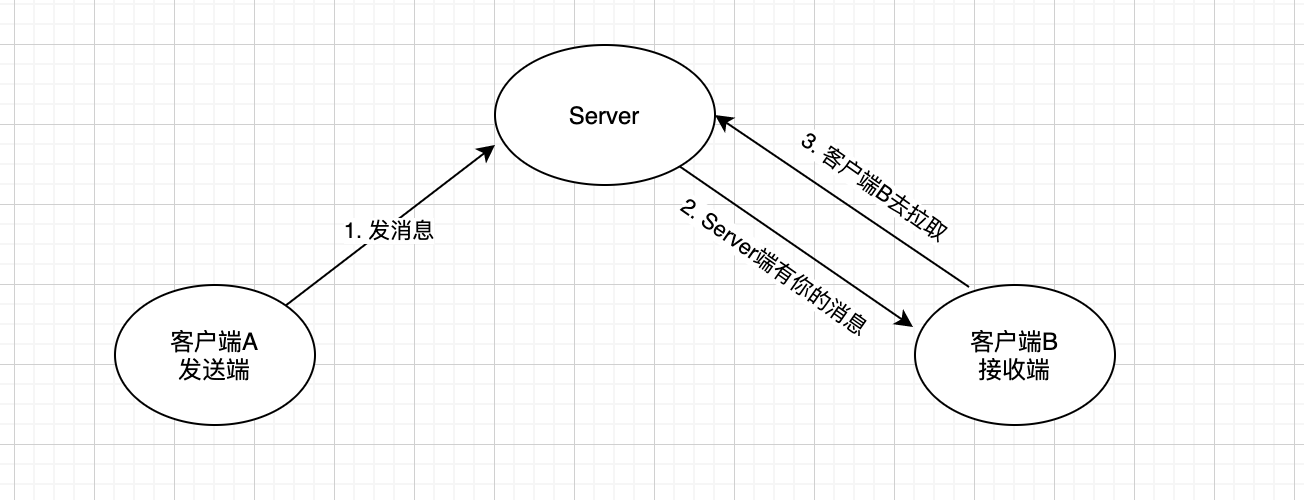 Server
1. 发消息
2. Server端有你的消息
3. 客户端B去拉取
客户端A
发送端
客户端B
接收端